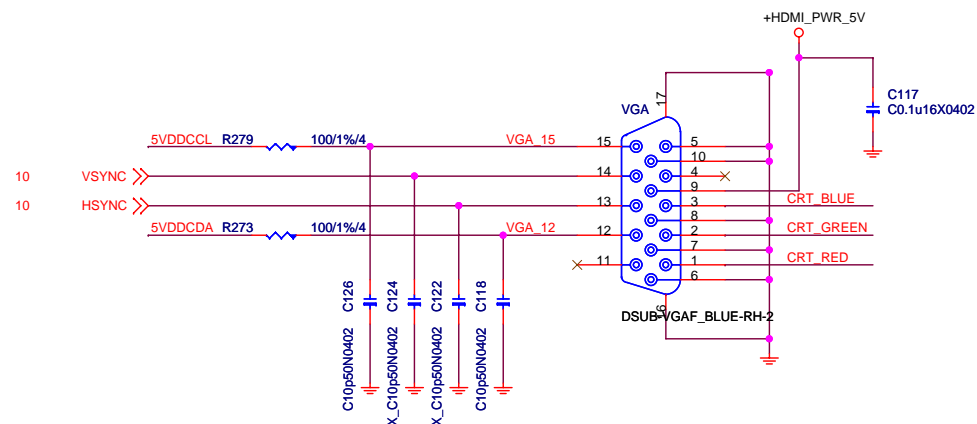 +HDMI_PWR_5V
C117
C0.1u16X0402
VGA
17
5VDDCCL R279 100/1%/4 VGA_15 15 5
10
10 VSYNC 14 4
9
10 HSYNC 13 3 CRT_BLUE
8
5VDDCDA R273 100/1%/4 VGA_12 12 2 CRT_GREEN
7
11 1 CRT_RED
6
16
DSUB-VGAF_BLUE-RH-2
C10p50N0402 C126
X_C10p50N0402 C124
X_C10p50N0402 C122
C10p50N0402 C118